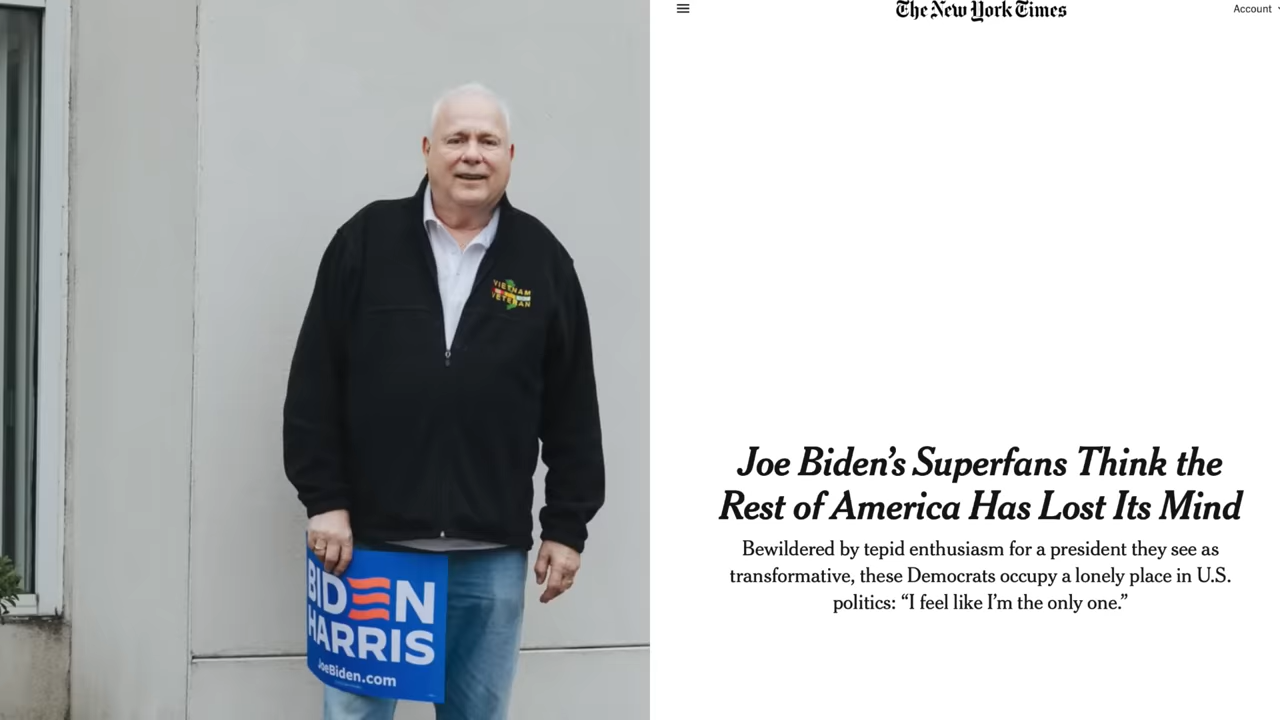 VIETNAM
VETERAN
BIDEN
HARRIS
JoeBiden.com
The New York Times
Account
Joe Biden’s Superfans Think the
Rest of America Has Lost Its Mind
Bewildered by tepid enthusiasm for a president they see as
transformative, these Democrats occupy a lonely place in U.S.
politics: “I feel like I’m the only one.”